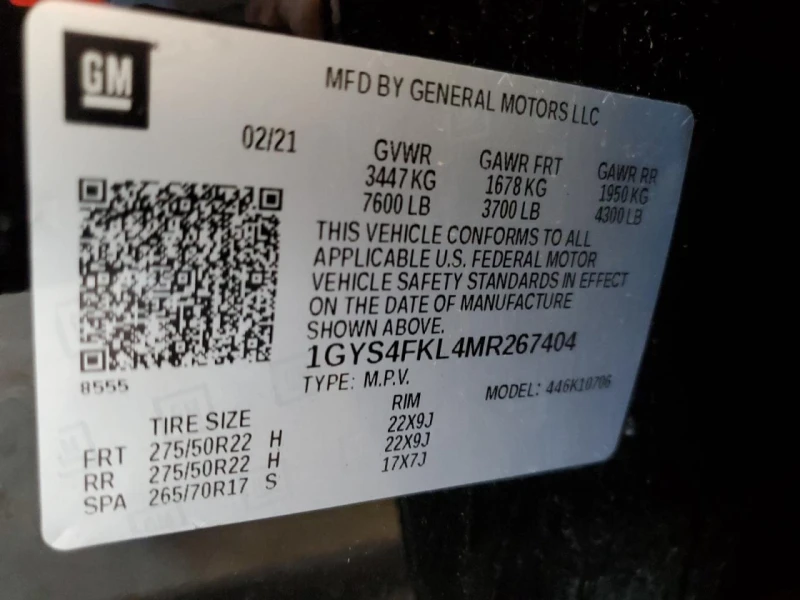 GM
MFD BY GENERAL MOTORS LLC
02/21
GVWR GAWR FRT GAWR RR
3447 KG 1678 KG 1950 KG
7600 LB 3700 LB 4300 LB
THIS VEHICLE CONFORMS TO ALL
APPLICABLE U.S. FEDERAL MOTOR
VEHICLE SAFETY STANDARDS IN EFFECT
ON THE DATE OF MANUFACTURE
SHOWN ABOVE.
1GYS4FKL4MR267404
8555
TYPE: M.P.V. MODEL: 446K10706
TIRE SIZE RIM
FRT 275/50R22 H 22X9J
RR 275/50R22 H 22X9J
SPA 265/70R17 S 17X7J